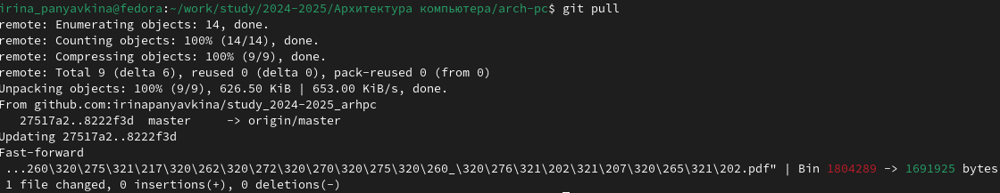 irina_panyavkina@fedora:~/work/study/2024-2025/Архитектура компьютера/arch-pc$ git pull
remote: Enumerating objects: 14, done.
remote: Counting objects: 100% (14/14), done.
remote: Compressing objects: 100% (9/9), done.
remote: Total 9 (delta 6), reused 0 (delta 0), pack-reused 0 (from 0)
Unpacking objects: 100% (9/9), 626.50 KiB | 653.00 KiB/s, done.
From github.com:irinapanyavkina/study_2024-2025_arhpc
   27517a2..8222f3d  master     -> origin/master
Updating 27517a2..8222f3d
Fast-forward
 ...260\320\275\321\217\320\262\320\272\320\270\320\275\320\260_\320\276\321\202\321\207\320\265\321\202.pdf" | Bin 1804289 -> 1691925 bytes
 1 file changed, 0 insertions(+), 0 deletions(-)